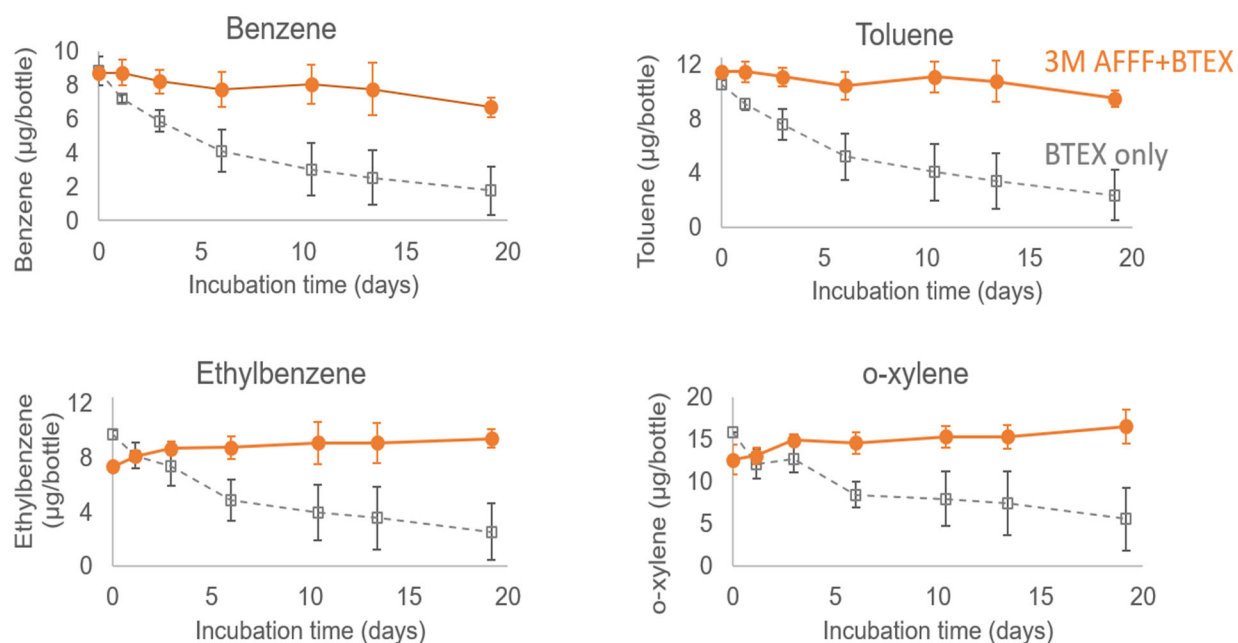 Benzene
Benzene (µg/bottle)
10
8
6
4
2
0
0 5 10 15 20
Incubation time (days)
Toluene
3M AFFF+BTEX
BTEX only
Toluene (µg/bottle)
12
8
4
0
0 5 10 15 20
Incubation time (days)
Ethylbenzene
Ethylbenzene
(µg/bottle)
12
8
4
0
0 5 10 15 20
Incubation time (days)
o-xylene
o-xylene (µg/bottle)
20
15
10
5
0
0 5 10 15 20
Incubation time (days)